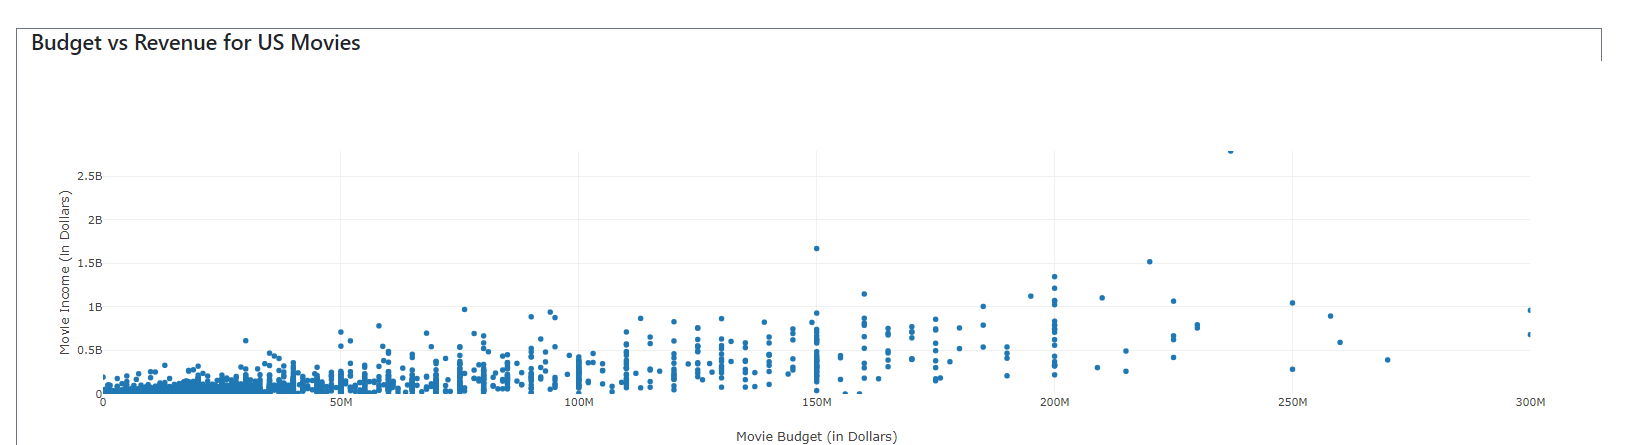 Budget vs Revenue for US Movies
Movie Income (in Dollars)
2.5B
2B
1.5B
1B
0.5B
0
0
50M
100M
150M
200M
250M
300M
Movie Budget (in Dollars)